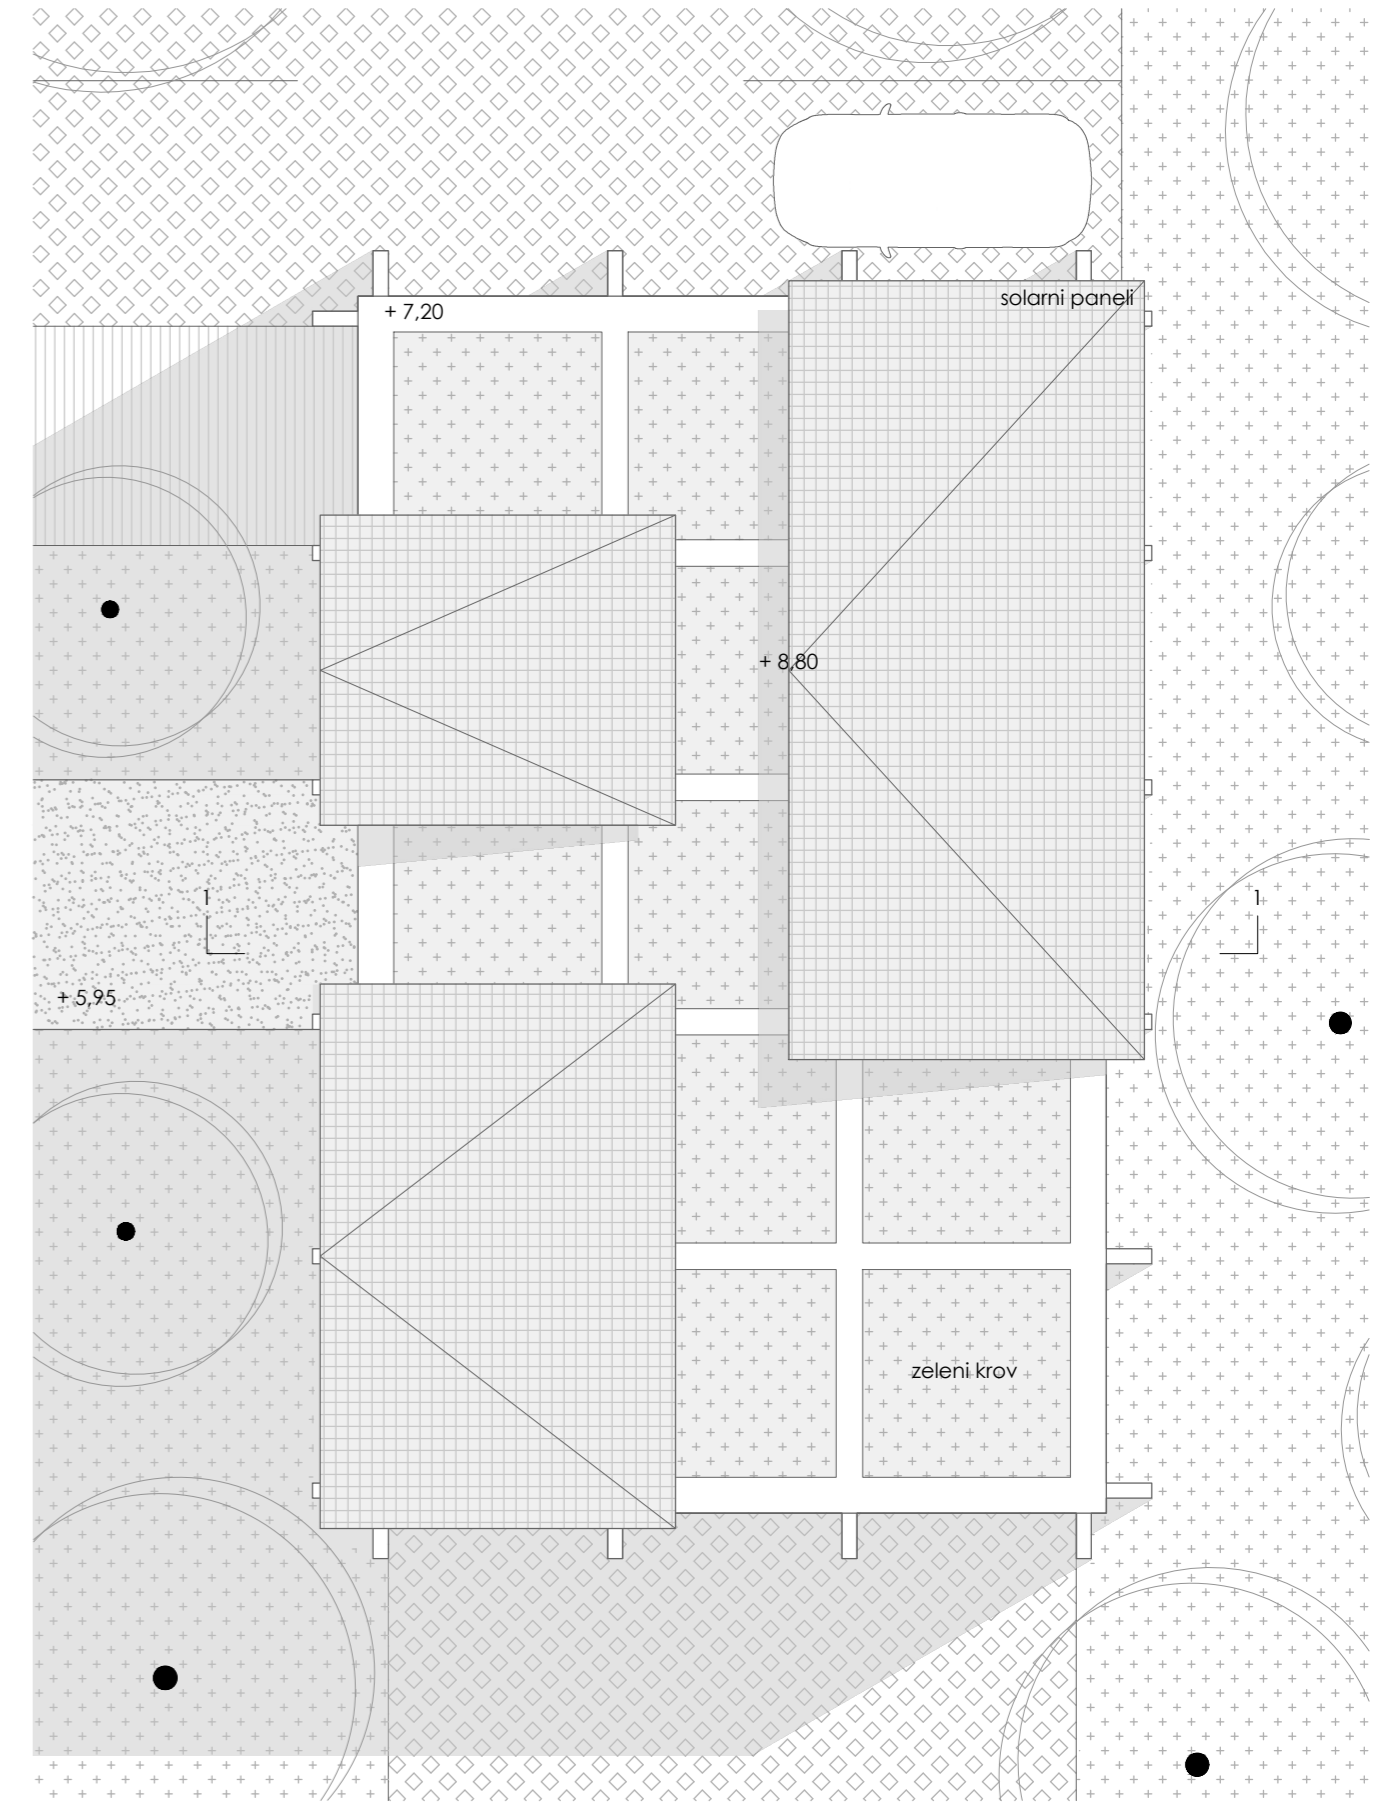 solarni paneli
+ 7,20
+ 8,80
1
1
+ 5,95
zeleni krov